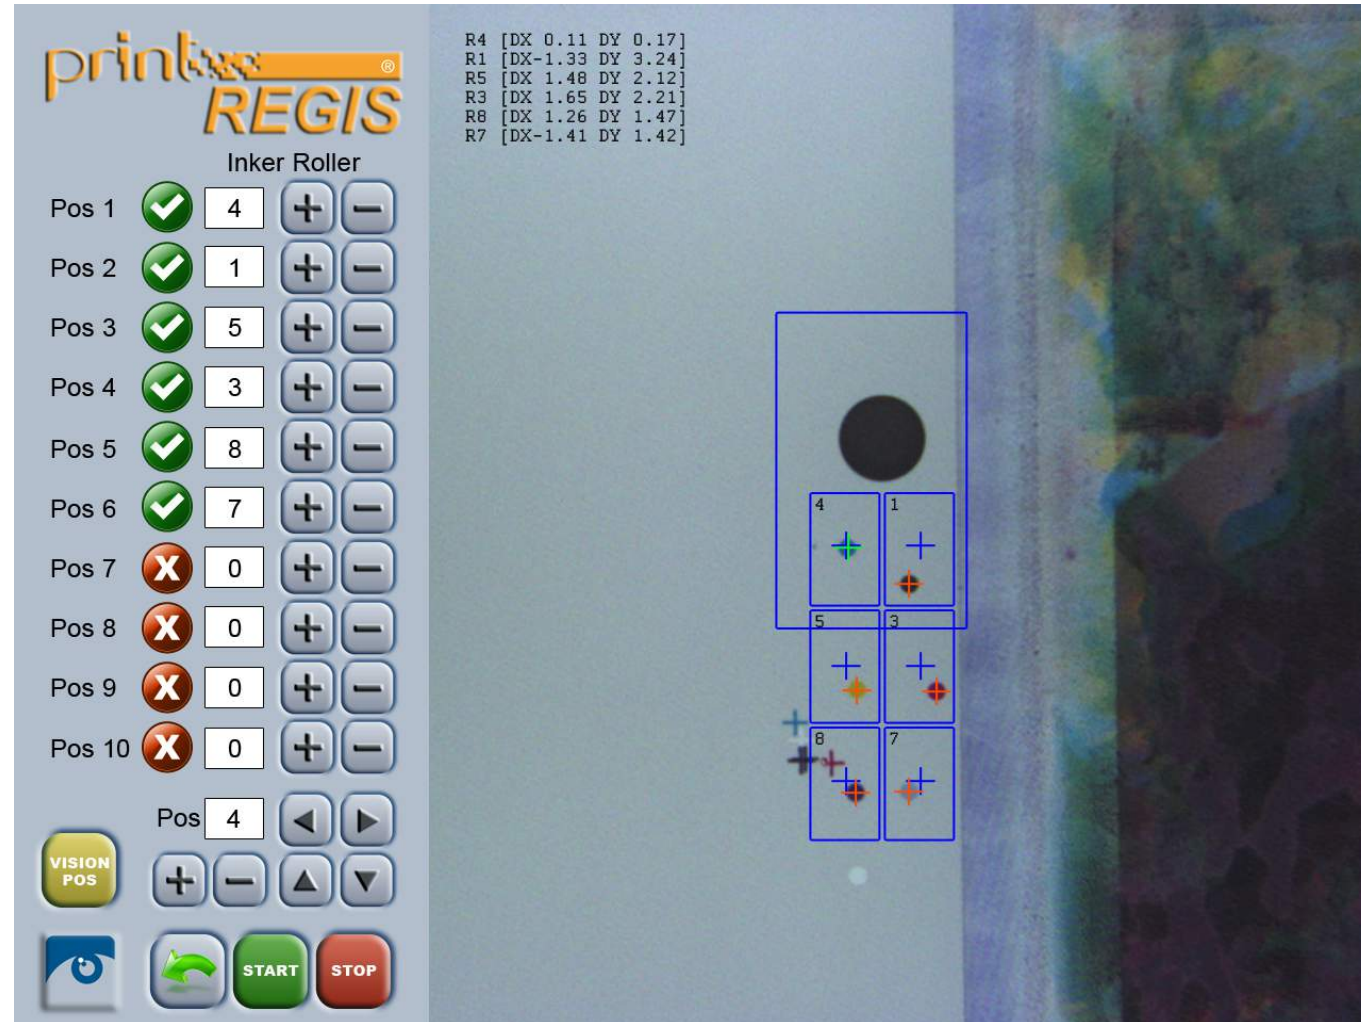 printex ®
REGIS
Inker Roller
Pos 1 4 + -
Pos 2 1 + -
Pos 3 5 + -
Pos 4 3 + -
Pos 5 8 + -
Pos 6 7 + -
Pos 7 X 0 + -
Pos 8 X 0 + -
Pos 9 X 0 + -
Pos 10 X 0 + -
Pos 4
VISION
POS
+ -
START STOP
R4 [DX 0.11 DY 0.17]
R1 [DX-1.33 DY 3.24]
R5 [DX 1.48 DY 2.12]
R3 [DX 1.65 DY 2.21]
R8 [DX 1.26 DY 1.47]
R7 [DX-1.41 DY 1.42]
4 1
5 3
8 7